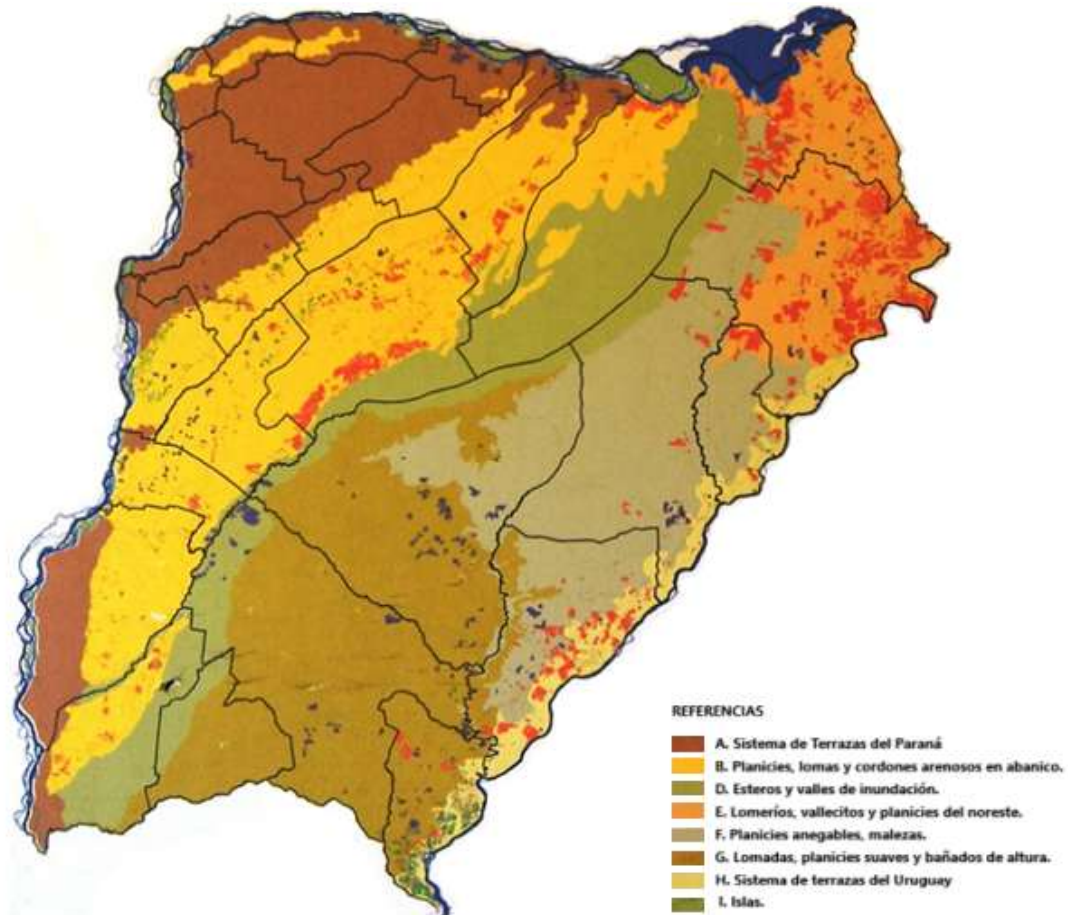 REFERENCIAS
A. Sistema de Terrazas del Paraná
B. Planicies, lomas y cordones arenosos en abanico.
D. Esteros y valles de inundación.
E. Lomeríos, vallecitos y planicies del noreste.
F. Planicies anegables, malezas.
G. Lomadas, planicies suaves y bañados de altura.
H. Sistema de terrazas del Uruguay
I. Islas.